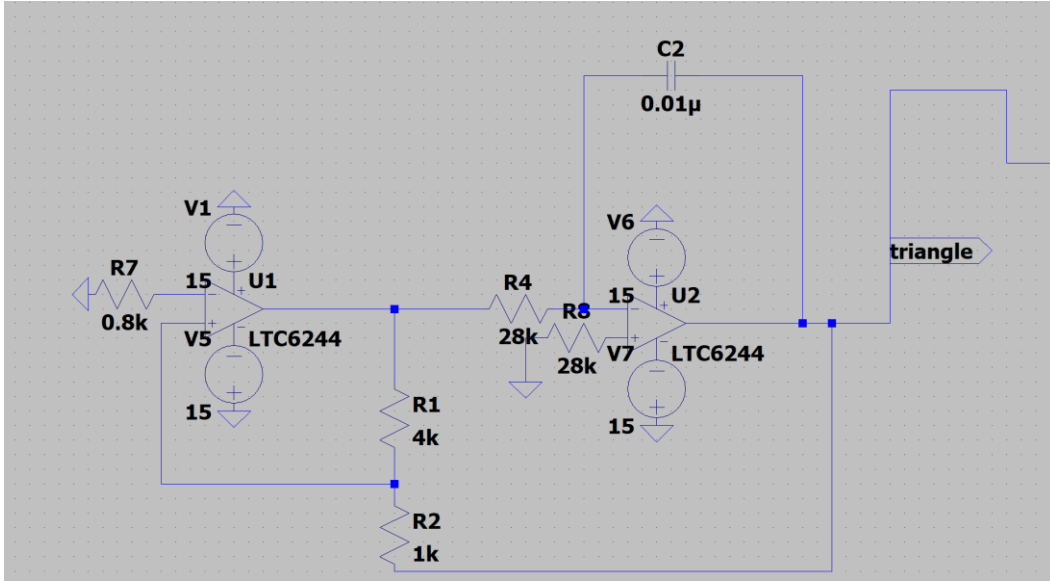 C2
0.01µ
V1
V6
triangle
R7
15
U1
R4
15
U2
R8
0.8k
V5
LTC6244
28k
V7
LTC6244
28k
15
R1
4k
15
R2
1k